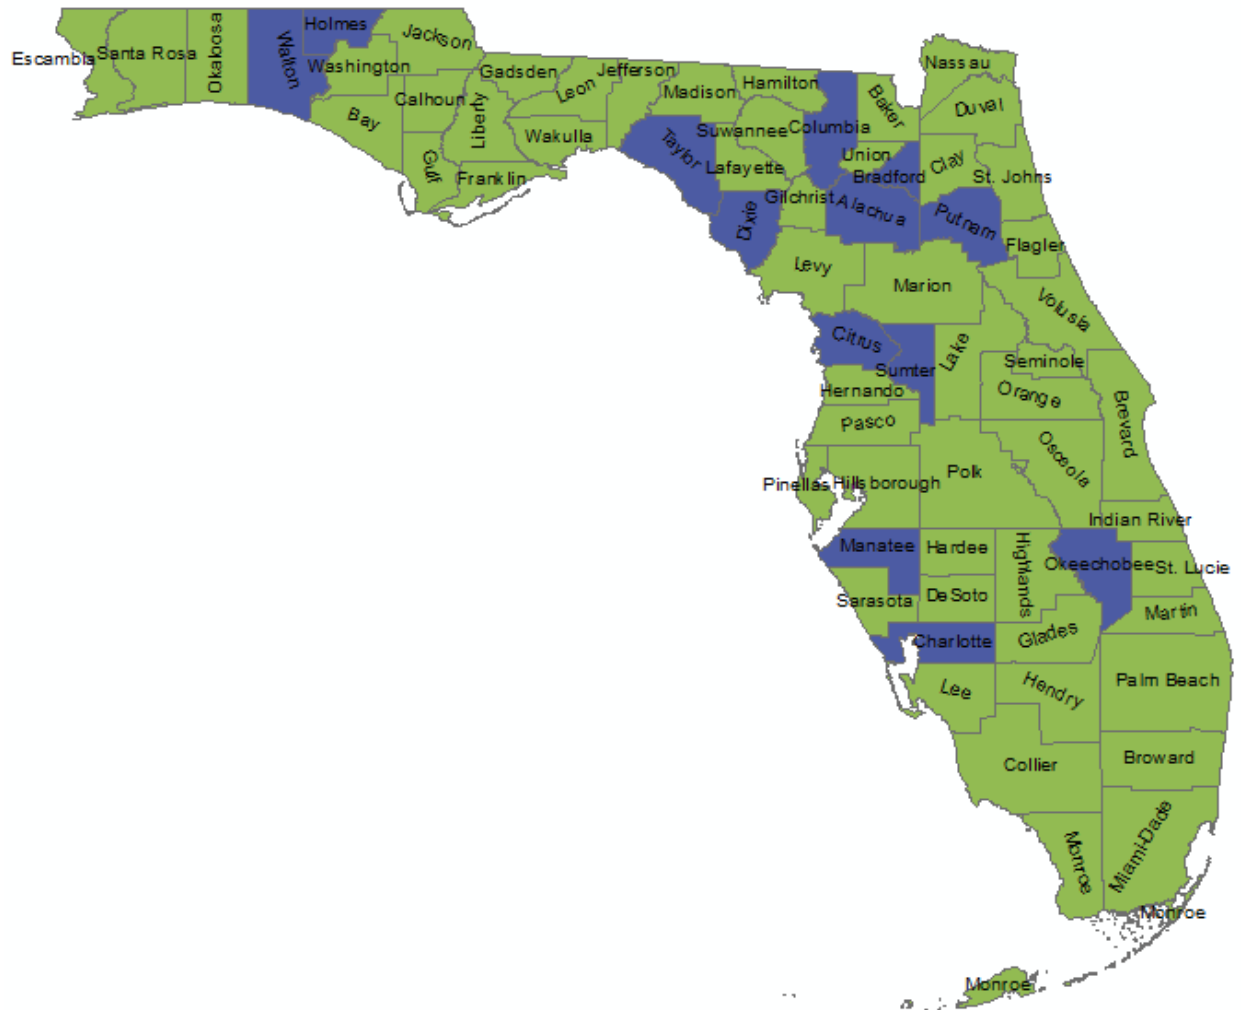 Holmes
Jackson
Escambia
Santa Rosa
Okaloosa
Walton
Washington
Gadsden
Leon
Jefferson
Madison
Hamilton
Baker
Nassau
Duval
Calhoun
Liberty
Bay
Wakulla
Suwannee
Columbia
Gulf
Franklin
Taylor
Lafayette
Union
Bradford
Clay
St. Johns
Gilchrist
Alachua
Putnam
Dixie
Flagler
Levy
Marion
Volusia
Citrus
Sumter
Lake
Seminole
Hernando
Orange
Pasco
Brevard
Osceola
Pinellas
Hillsborough
Polk
Indian River
Manatee
Hardee
Highlands
Okeechobee
St. Lucie
Sarasota
DeSoto
Martin
Charlotte
Glades
Lee
Hendry
Palm Beach
Collier
Broward
Monroe
Miami-Dade
Monroe
Monroe